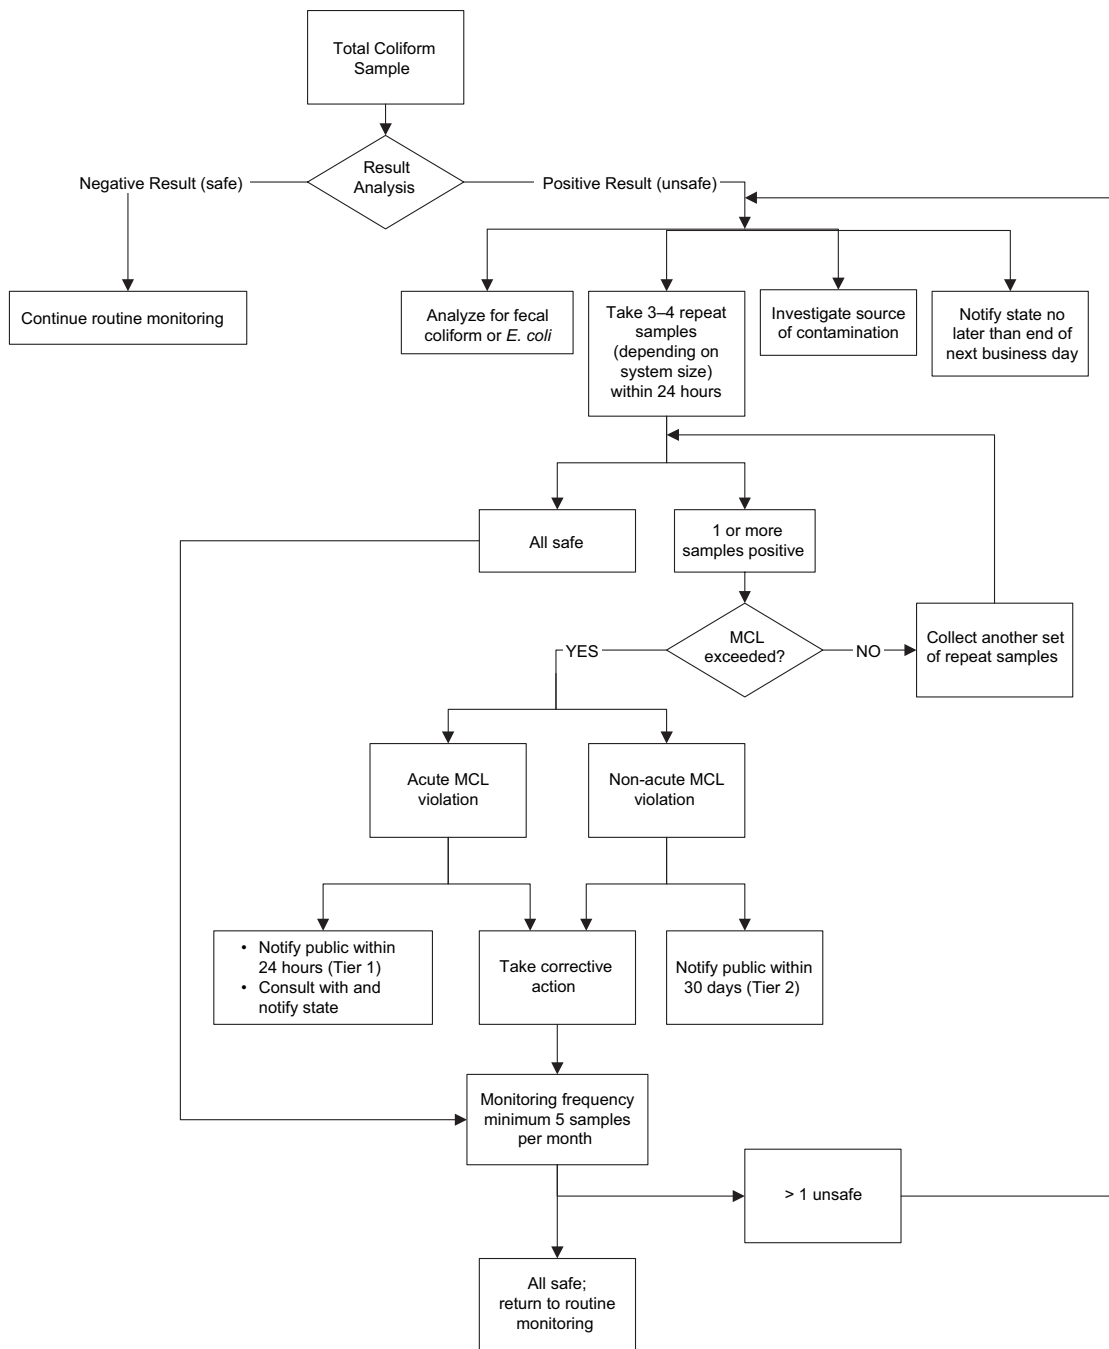 Total Coliform
Sample
Result
Analysis
Negative Result (safe)
Positive Result (unsafe)
Continue routine monitoring
Analyze for fecal
coliform or E. coli
Take 3–4 repeat
samples
(depending on
system size)
within 24 hours
Investigate source
of contamination
Notify state no
later than end of
next business day
All safe
1 or more
samples positive
MCL
exceeded?
YES
NO
Collect another set
of repeat samples
Acute MCL
violation
Non-acute MCL
violation
• Notify public within
24 hours (Tier 1)
• Consult with and
notify state
Take corrective
action
Notify public within
30 days (Tier 2)
Monitoring frequency
minimum 5 samples
per month
> 1 unsafe
All safe;
return to routine
monitoring